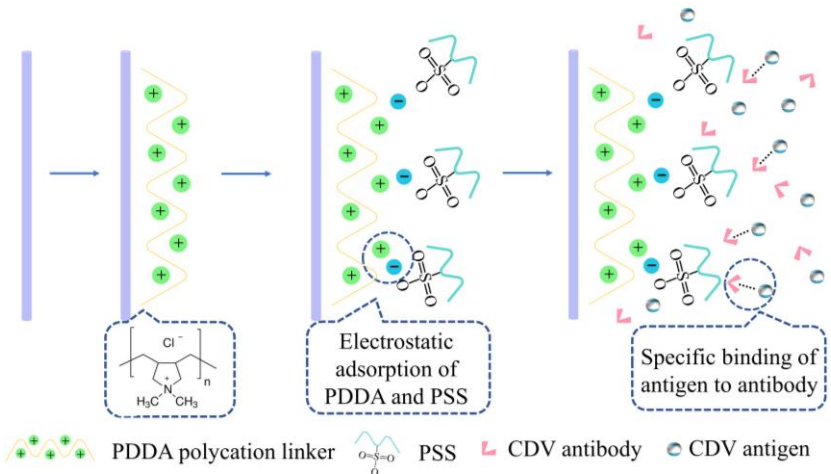 Cl⁻
n
N⁺
H₃C
CH₃
Electrostatic
adsorption of
PDDA and PSS
Specific binding of
antigen to antibody
PDDA polycation linker
PSS
CDV antibody
CDV antigen